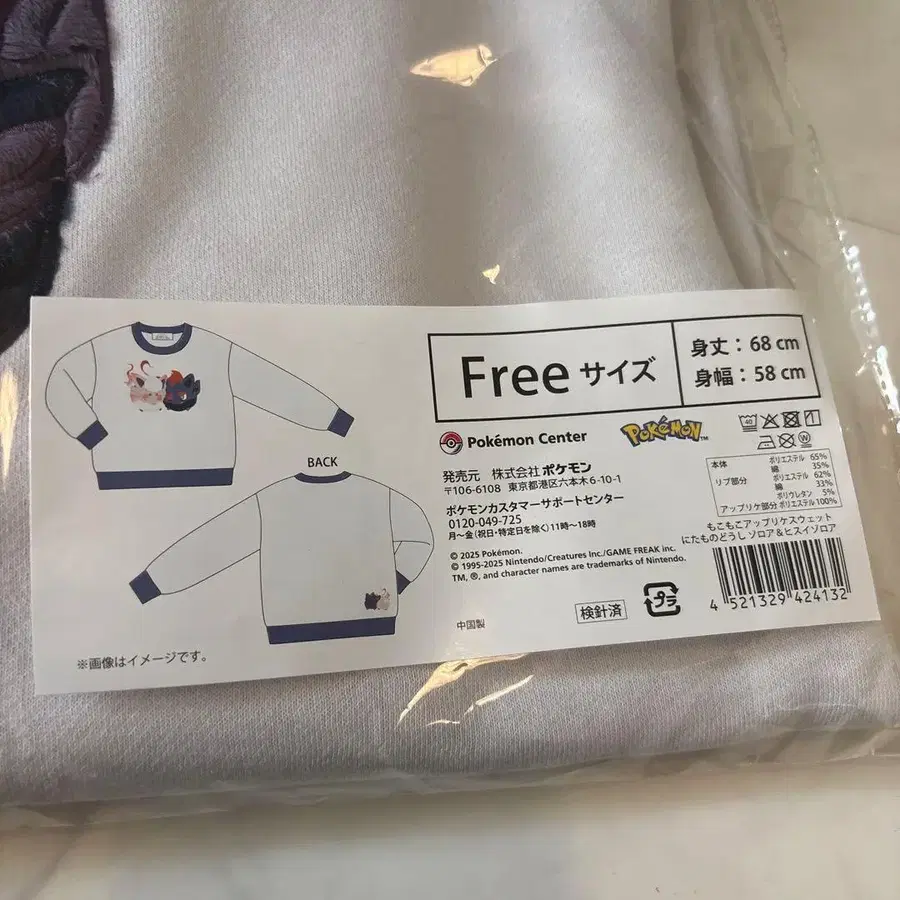 BACK
※画像はイメージです。
Free サイズ
身丈：68 cm
身幅：58 cm
Pokémon Center
POKÉMON™
発売元 株式会社ポケモン
〒106-6108 東京都港区六本木6-10-1
ポケモンカスタマーサポートセンター
0120-049-725
月〜金（祝日・特定日を除く）11時〜18時
© 2025 Pokémon.
© 1995-2025 Nintendo/Creatures Inc./GAME FREAK inc.
TM, ®, and character names are trademarks of Nintendo.
中国製
検針済
プラ
40
W
本体 ポリエステル 65%
綿 35%
リブ部分 ポリエステル 62%
綿 33%
ポリウレタン 5%
アップリケ部分 ポリエステル 100%
もこもこアップリケスウェット
にたものどうし ゾロア＆ヒスイゾロア
4 521329 424132